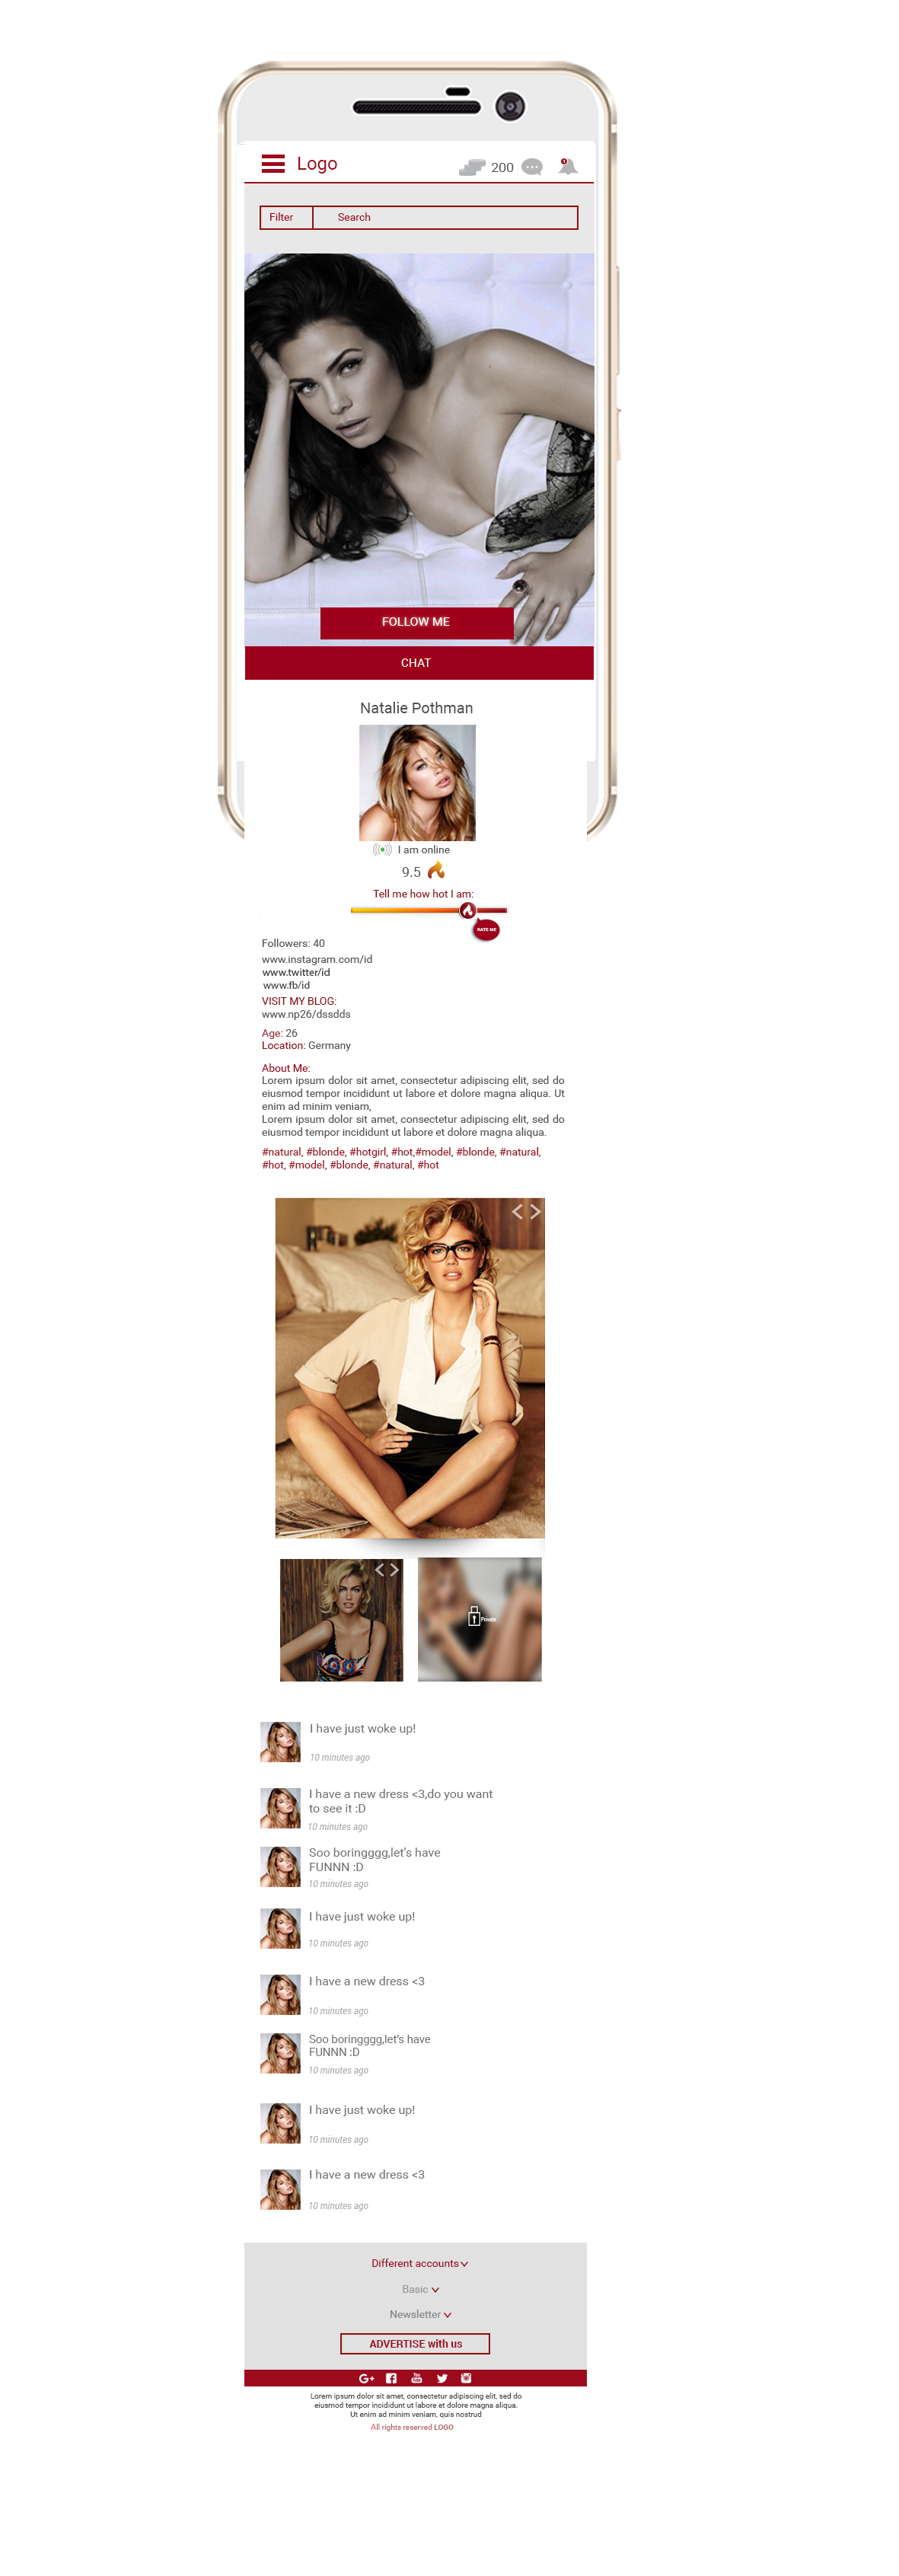 Logo
200
1
Filter
Search
FOLLOW ME
CHAT
Natalie Pothman
I am online
9.5
Tell me how hot I am:
RATE ME
Followers: 40
www.instagram.com/id
www.twitter/id
www.fb/id
VISIT MY BLOG:
www.np26/dssdds
Age: 26
Location: Germany
About Me:
Lorem ipsum dolor sit amet, consectetur adipiscing elit, sed do
eiusmod tempor incididunt ut labore et dolore magna aliqua. Ut
enim ad minim veniam,
Lorem ipsum dolor sit amet, consectetur adipiscing elit, sed do
eiusmod tempor incididunt ut labore et dolore magna aliqua.
#natural, #blonde, #hotgirl, #hot,#model, #blonde, #natural,
#hot, #model, #blonde, #natural, #hot
Private
I have just woke up!
10 minutes ago
I have a new dress <3,do you want
to see it :D
10 minutes ago
Soo boringggg,let's have
FUNNN :D
10 minutes ago
I have just woke up!
10 minutes ago
I have a new dress <3
10 minutes ago
Soo boringggg,let's have
FUNNN :D
10 minutes ago
I have just woke up!
10 minutes ago
I have a new dress <3
10 minutes ago
Different accounts
Basic
Newsletter
ADVERTISE with us
G+ f You Tube
Lorem ipsum dolor sit amet, consectetur adipiscing elit, sed do
eiusmod tempor incididunt ut labore et dolore magna aliqua.
Ut enim ad minim veniam, quis nostrud
All rights reserved LOGO